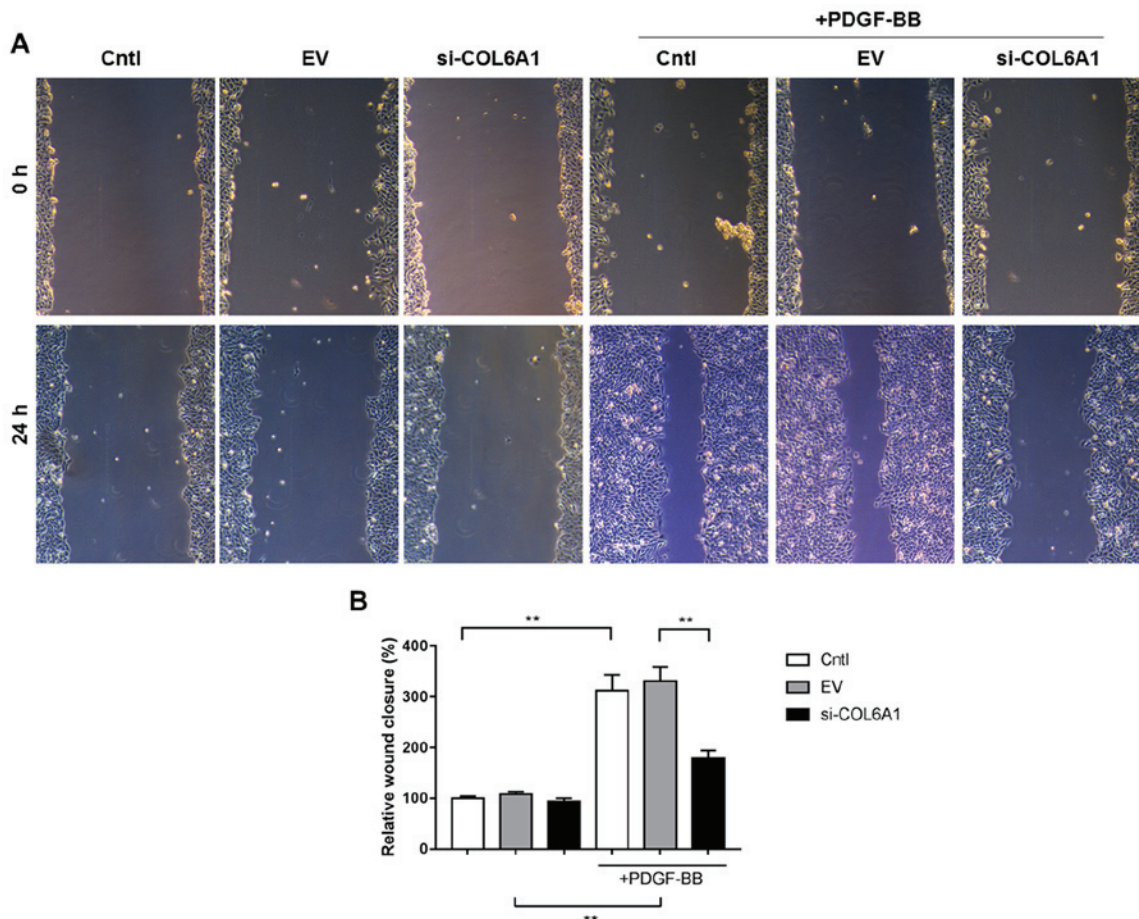 +PDGF-BB
A
Cntl EV si-COL6A1 Cntl EV si-COL6A1
0 h
24 h
B
**
**
400
300
200
100
0
Relative wound closure (%)
Cntl
EV
si-COL6A1
+PDGF-BB
**